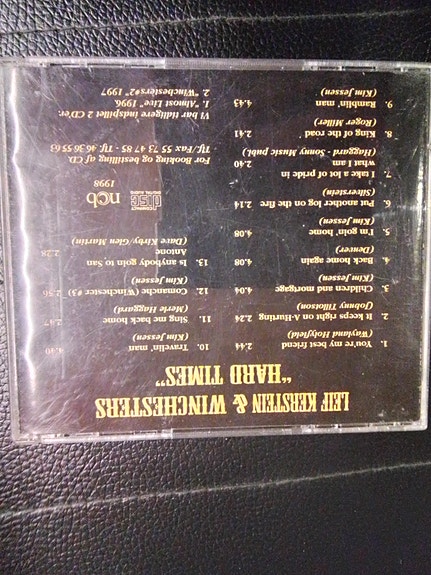 LEIF KERSTEIN & WINCHESTERS
"HARD TIMES"
1. You're my best friend 2.44
(Wayland Holyfield)
2. It keeps right on A-Hurting 2.24
(Johnny Tillotson)
3. Children and mortgage 4.04
(Kim Jessen)
4. Back home again 4.08
(Denver)
5. I'm goin home 4.08
(Kim Jessen)
6. Put another log on the fire 2.14
(Silverstein)
7. I take a lot of pride in
what I am 2.40
(Haggard - Sonny Music publ.)
8. King of the road 2.41
(Roger Miller)
9. Ramblin' man 4.43
(Kim Jessen)
10. Travelin' man
(Kim Jessen)
11. Sing me back home 2.47
(Merle Haggard)
12. Comanche (Winchester #3) 2.56
(Kim Jessen)
13. Is anybody goin to San
Antone 2.28
(Dave Kirby/Glen Martin)
COMPACT
disc
DIGITAL AUDIO
ncb
1998
For Booking og bestilling af CD.
Tlf./Fax 55 73 47 85 - Tlf. 46 36 55 65
Vi har tidligere indspillet 2 CD'er.
1. "Almost Live" 1996
2. "Winchesters#2" 1997